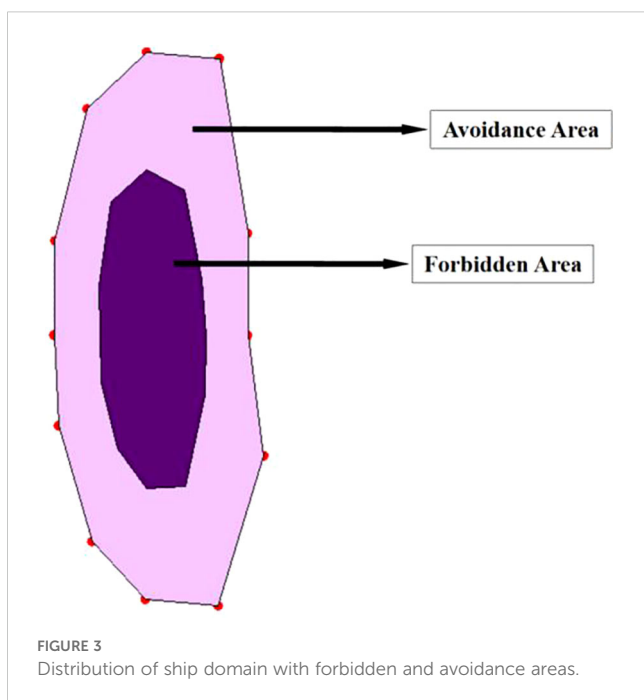 Avoidance Area
Forbidden Area
FIGURE 3
Distribution of ship domain with forbidden and avoidance areas.